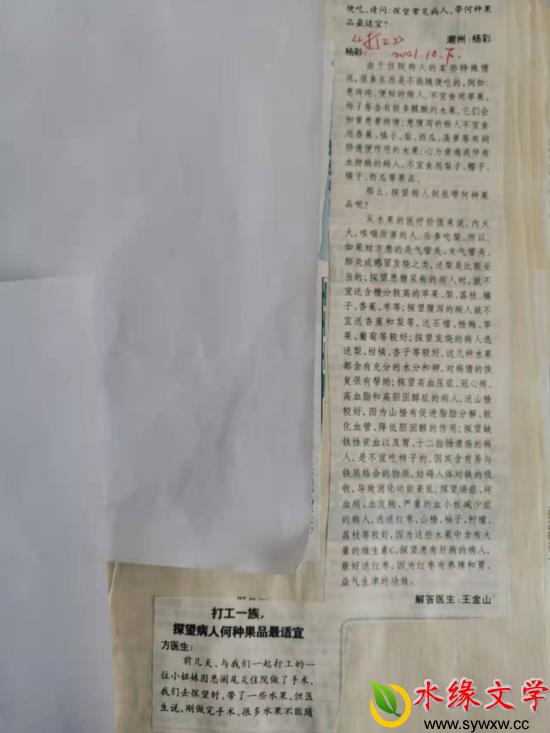 便吃。请问:探望常见病人,带何种果
品最适宜?
潮州:杨彩
《打工》
杨彩:
2001.10.下.
由于住院病人的某些特殊情
况,很多东西是不能随便吃的,例如:
患痔疮、便秘的病人,不宜食用苹果、
柿子等含有较多鞣酸的水果,它们会
加重患者病情;患腹泻的病人不宜食
用香蕉、橘子、梨、西瓜、菠萝等有润
肠通便作用的水果;心力衰竭或伴有
水肿病的病人,不宜食用梨子、椰子、
橘子、西瓜等果品。
那么,探望病人到底带何种果
品呢?
从水果的医疗价值来说,内火
大、咳喘厉害的人,应多吃梨,所以,
如果对方患的是气管炎、支气管炎、
肺炎或感冒发烧之类,送梨是比较妥
当的;探望患糖尿病的病人时,就不
宜送含糖分较高的苹果、梨、荔枝、橘
子、香蕉、枣等;探望腹泻的病人就不
宜送香蕉和梨等,送石榴、杨梅、苹
果、葡萄等较好;探望发烧的病人选
送梨、柑橘、杏子等较好,这几种水果
都含有充分的水分和钾,对病情的恢
复很有帮助;探望高血压症、冠心病、
高血脂和高胆固醇症的病人,送山楂
较好,因为山楂有促进脂肪分解、软
化血管、降低胆固醇的作用;探望缺
铁性贫血以及胃、十二指肠溃疡的病
人,是不宜吃柿子的,因其含有易与
铁质结合的物质,妨碍人体对铁的吸
收,导致消化功能紊乱;探望癌症、坏
血病、血友病、严重的血小板减少症
的病人,选送红枣、山楂、柚子、柠檬、
荔枝等较好,因为这些水果中含有大
量的维生素C;探望患有肝病的病人,
最好送红枣,因为红枣有养脾和胃、
益气生津的功效。
解答医生:王金山
打工一族,
探望病人何种果品最适宜
方医生:
前几天,与我们一起打工的一
位小姐妹因患阑尾炎住院做了手术,
我们去探望时,带了一些水果,但医
生说,刚做完手术,很多水果不能随
水缘文学
www.sywxw.cc